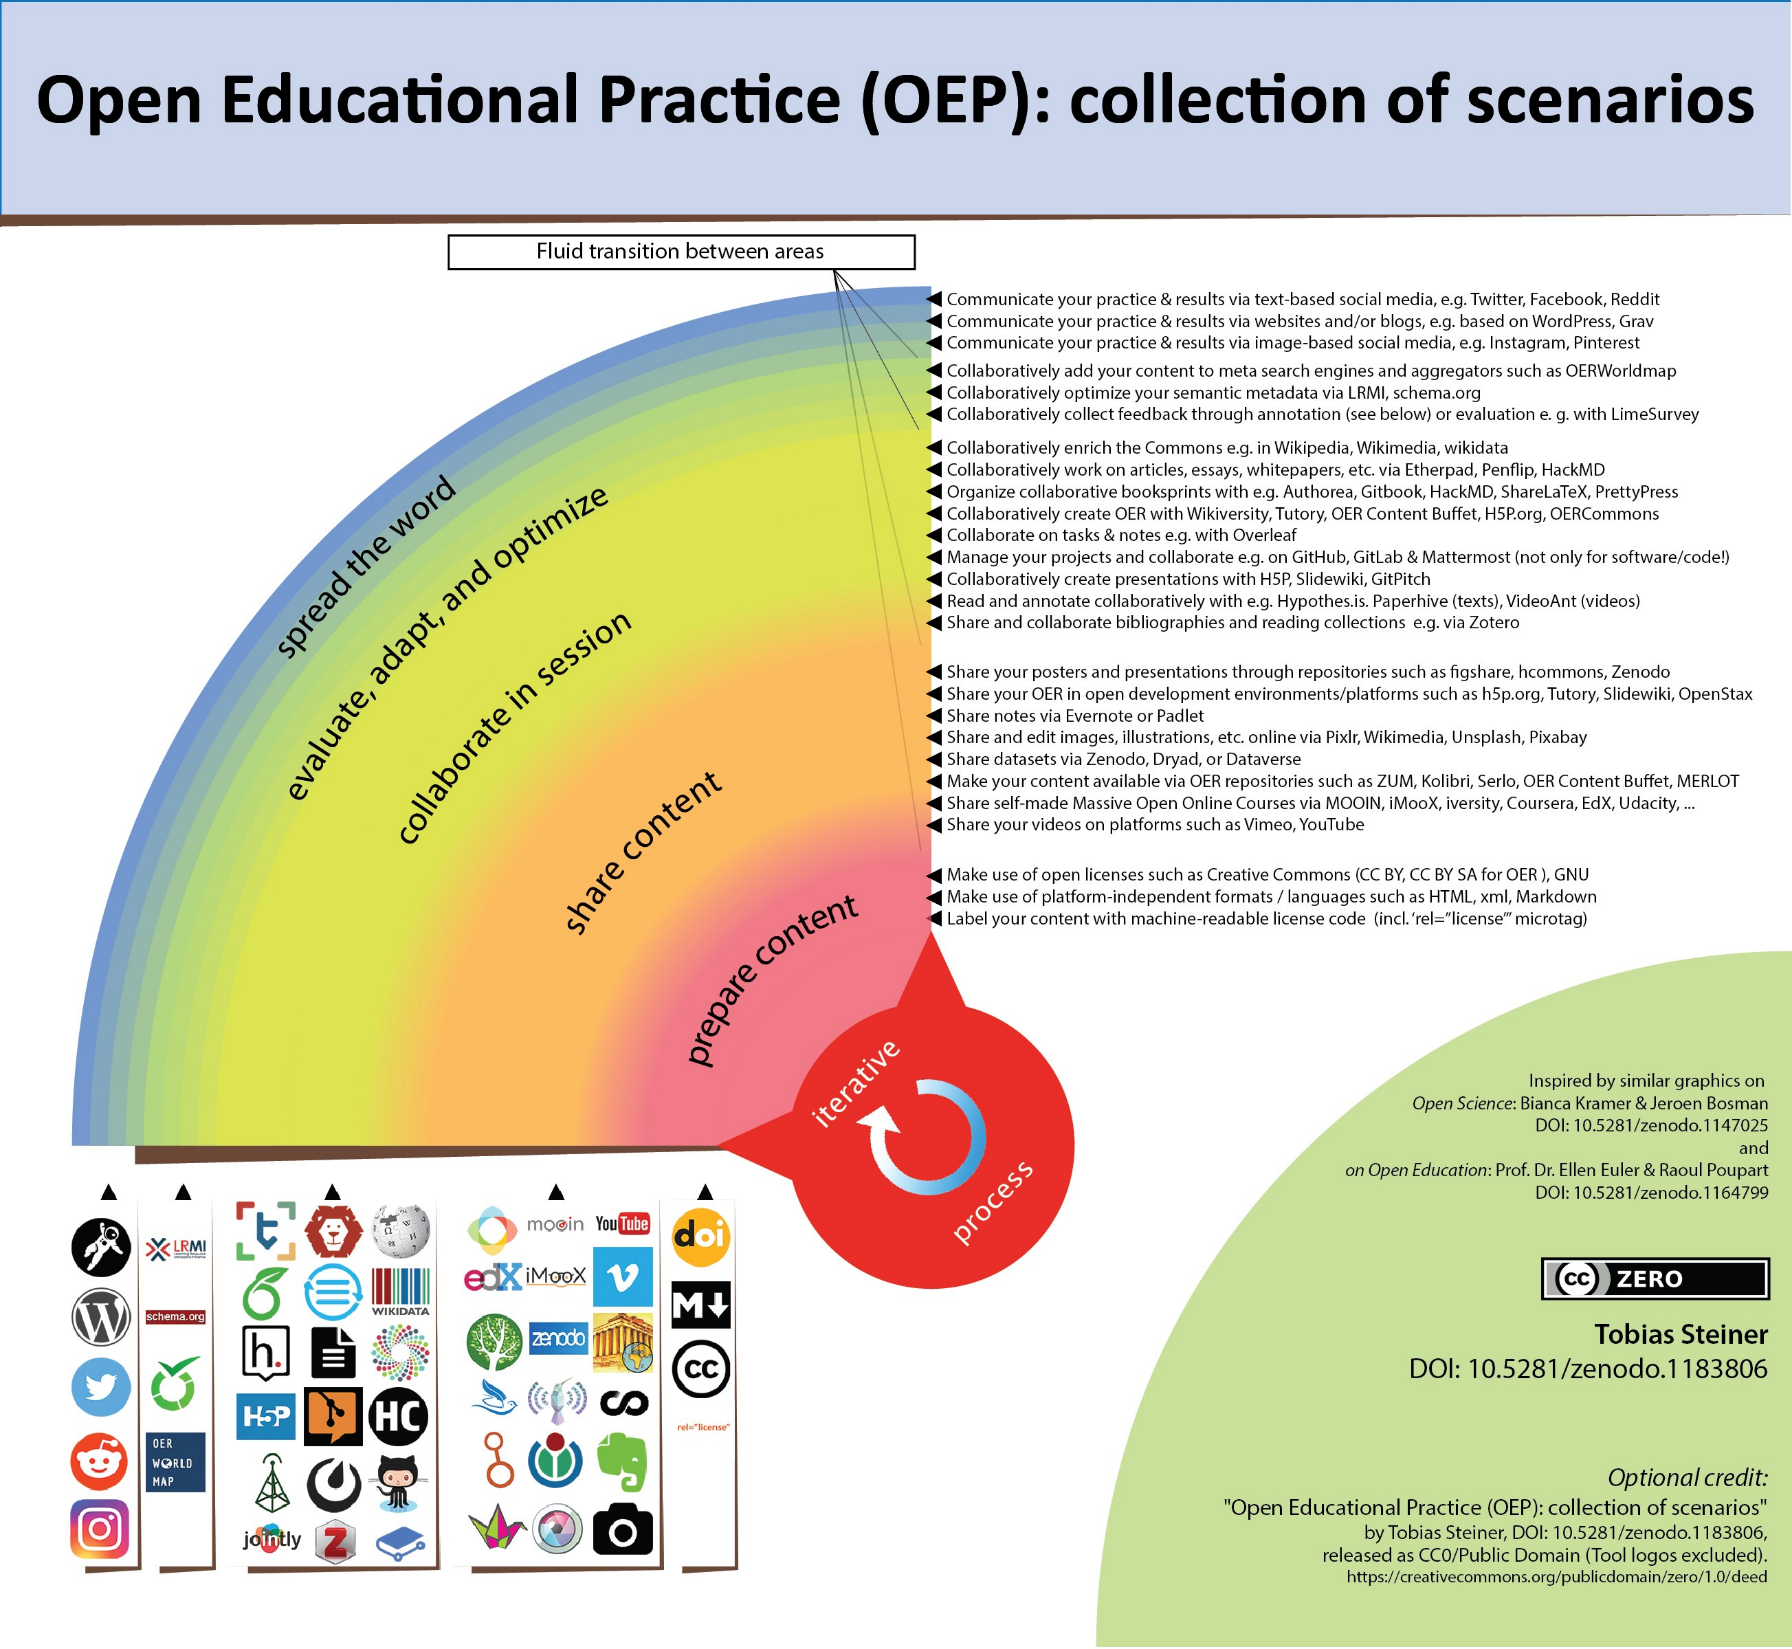 Open Educational Practice (OEP): collection of scenarios
Fluid transition between areas
Communicate your practice & results via text-based social media, e.g. Twitter, Facebook, Reddit
Communicate your practice & results via websites and/or blogs, e.g. based on WordPress, Grav
Communicate your practice & results via image-based social media, e.g. Instagram, Pinterest
Collaboratively add your content to meta search engines and aggregators such as OERWorldmap
Collaboratively optimize your semantic metadata via LRMI, schema.org
Collaboratively collect feedback through annotation (see below) or evaluation e. g. with LimeSurvey
Collaboratively enrich the Commons e.g. in Wikipedia, Wikimedia, wikidata
Collaboratively work on articles, essays, whitepapers, etc. via Etherpad, Penflip, HackMD
Organize collaborative booksprints with e.g. Authorea, Gitbook, HackMD, ShareLaTeX, PrettyPress
Collaboratively create OER with Wikiversity, Tutory, OER Content Buffet, H5P.org, OERCommons
Collaborate on tasks & notes e.g. with Overleaf
Manage your projects and collaborate e.g. on GitHub, GitLab & Mattermost (not only for software/code!)
Collaboratively create presentations with H5P, Slidewiki, GitPitch
Read and annotate collaboratively with e.g. Hypothes.is. Paperhive (texts), VideoAnt (videos)
Share and collaborate bibliographies and reading collections e.g. via Zotero
Share your posters and presentations through repositories such as figshare, hcommons, Zenodo
Share your OER in open development environments/platforms such as h5p.org, Tutory, Slidewiki, OpenStax
Share notes via Evernote or Padlet
Share and edit images, illustrations, etc. online via Pixlr, Wikimedia, Unsplash, Pixabay
Share datasets via Zenodo, Dryad, or Dataverse
Make your content available via OER repositories such as ZUM, Kolibri, Serlo, OER Content Buffet, MERLOT
Share self-made Massive Open Online Courses via MOOIN, iMooX, iversity, Coursera, EdX, Udacity, ...
Share your videos on platforms such as Vimeo, YouTube
Make use of open licenses such as Creative Commons (CC BY, CC BY SA for OER ), GNU
Make use of platform-independent formats / languages such as HTML, xml, Markdown
Label your content with machine-readable license code (incl. ‘rel=”license”’ microtag)
spread the word
evaluate, adapt, and optimize
collaborate in session
share content
prepare content
iterative
process
LRMI
schema.org
OER
WORLD
MAP
t
WIKIDATA
h.
H5P
HC
jointly
Z
mooin
YouTube
edX
iMooX
zenodo
doi
M
cc
rel="license"
Inspired by similar graphics on
Open Science: Bianca Kramer & Jeroen Bosman
DOI: 10.5281/zenodo.1147025
and
on Open Education: Prof. Dr. Ellen Euler & Raoul Poupart
DOI: 10.5281/zenodo.1164799
cc ZERO
Tobias Steiner
DOI: 10.5281/zenodo.1183806
Optional credit:
"Open Educational Practice (OEP): collection of scenarios"
by Tobias Steiner, DOI: 10.5281/zenodo.1183806,
released as CC0/Public Domain (Tool logos excluded).
https://creativecommons.org/publicdomain/zero/1.0/deed